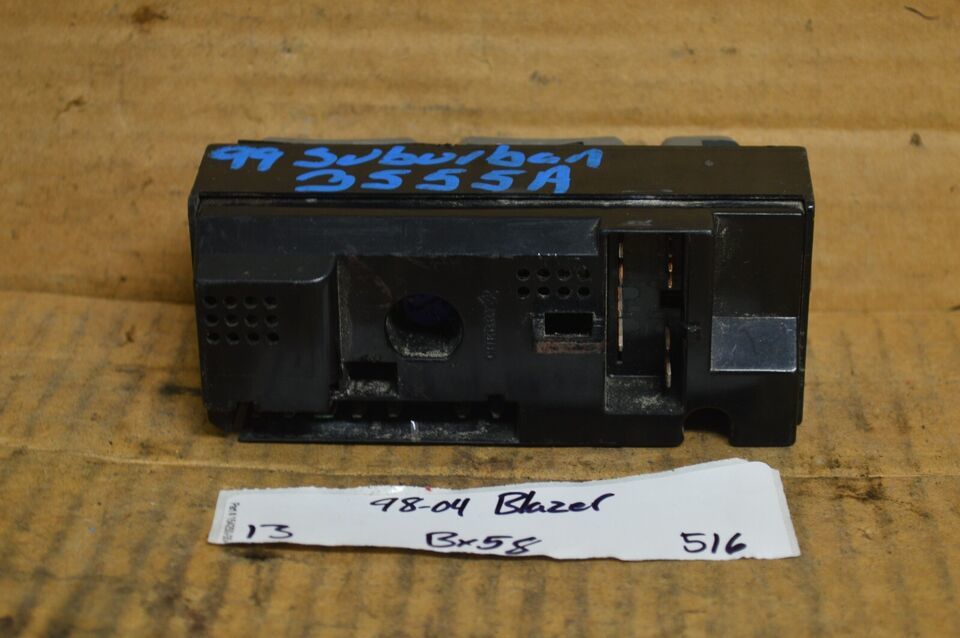 99 Suburban
3555A
98-04 Blazer
13 Bx58 516